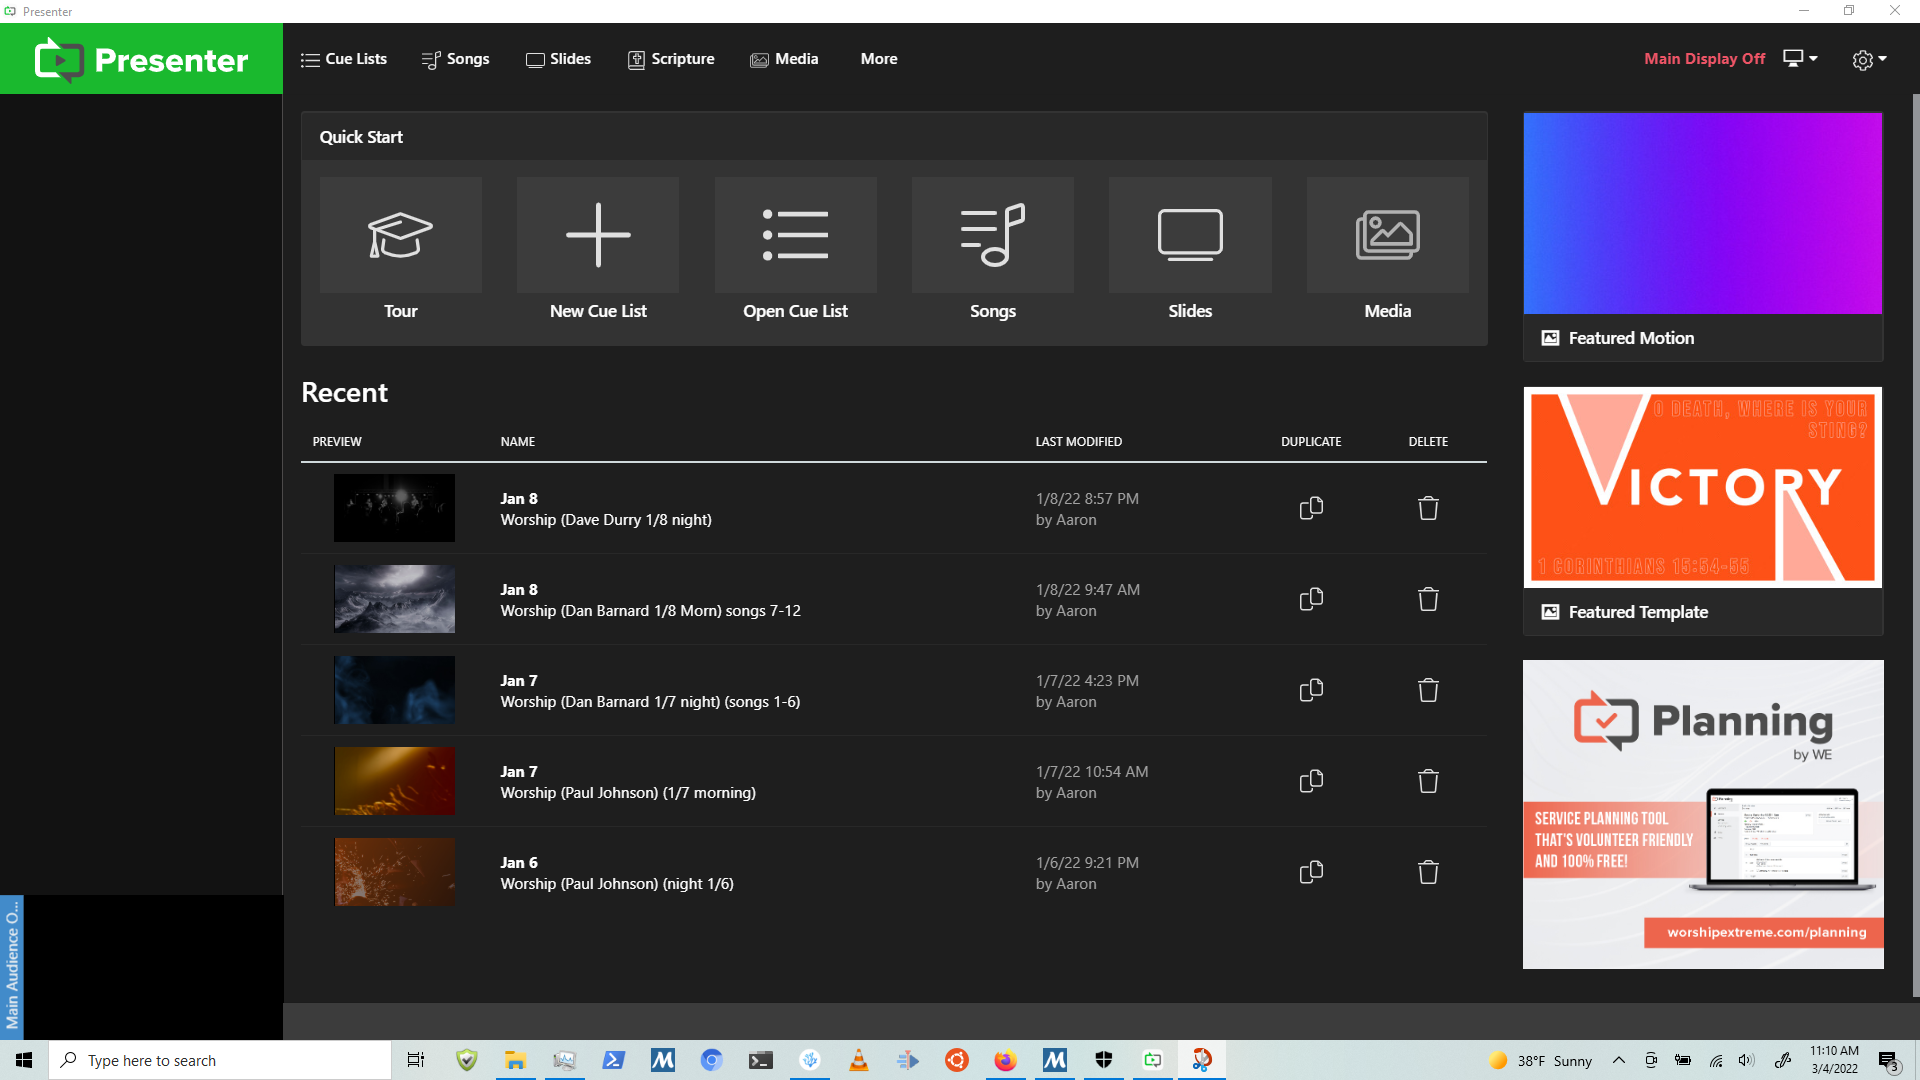 Presenter
Presenter
Cue Lists
Songs
Slides
Scripture
Media
More
Main Display Off
Quick Start
Tour
New Cue List
Open Cue List
Songs
Slides
Media
Featured Motion
Recent
PREVIEW
NAME
LAST MODIFIED
DUPLICATE
DELETE
Jan 8
Worship (Dave Durry 1/8 night)
1/8/22 8:57 PM
by Aaron
Jan 8
Worship (Dan Barnard 1/8 Morn) songs 7-12
1/8/22 9:47 AM
by Aaron
Jan 7
Worship (Dan Barnard 1/7 night) (songs 1-6)
1/7/22 4:23 PM
by Aaron
Jan 7
Worship (Paul Johnson) (1/7 morning)
1/7/22 10:54 AM
by Aaron
Jan 6
Worship (Paul Johnson) (night 1/6)
1/6/22 9:21 PM
by Aaron
O DEATH, WHERE IS YOUR
STING?
VICTORY
1 CORINTHIANS 15:54-55
Featured Template
Planning
by WE
SERVICE PLANNING TOOL
THAT'S VOLUNTEER FRIENDLY
AND 100% FREE!
worshipextreme.com/planning
Main Audience O...
Type here to search
38°F Sunny
11:10 AM
3/4/2022
3